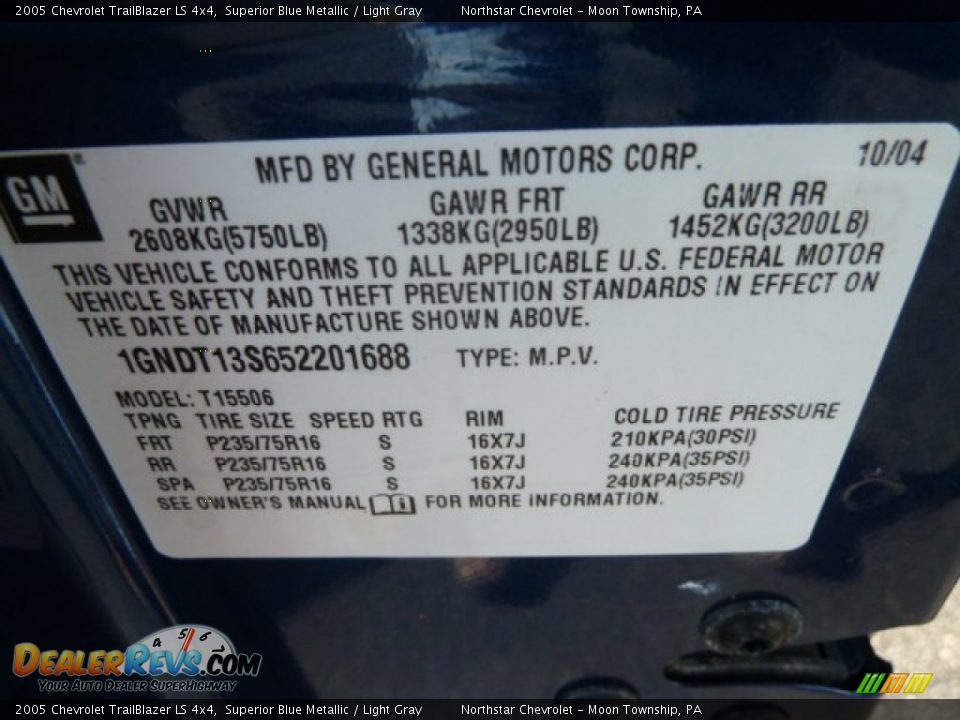 2005 Chevrolet TrailBlazer LS 4x4, Superior Blue Metallic / Light Gray Northstar Chevrolet - Moon Township, PA
GM
MFD BY GENERAL MOTORS CORP. 10/04
GVWR GAWR FRT GAWR RR
2608KG(5750LB) 1338KG(2950LB) 1452KG(3200LB)
THIS VEHICLE CONFORMS TO ALL APPLICABLE U.S. FEDERAL MOTOR
VEHICLE SAFETY AND THEFT PREVENTION STANDARDS IN EFFECT ON
THE DATE OF MANUFACTURE SHOWN ABOVE.
1GNDT13S652201688 TYPE: M.P.V.
MODEL: T15506
TPNG TIRE SIZE SPEED RTG RIM COLD TIRE PRESSURE
FRT P235/75R16 S 16X7J 210KPA(30PSI)
RR P235/75R16 S 16X7J 240KPA(35PSI)
SPA P235/75R16 S 16X7J 240KPA(35PSI)
SEE OWNER'S MANUAL FOR MORE INFORMATION.
4 5 6
DEALERREVS.COM
YOUR AUTO DEALER SUPERHIGHWAY
2005 Chevrolet TrailBlazer LS 4x4, Superior Blue Metallic / Light Gray Northstar Chevrolet - Moon Township, PA